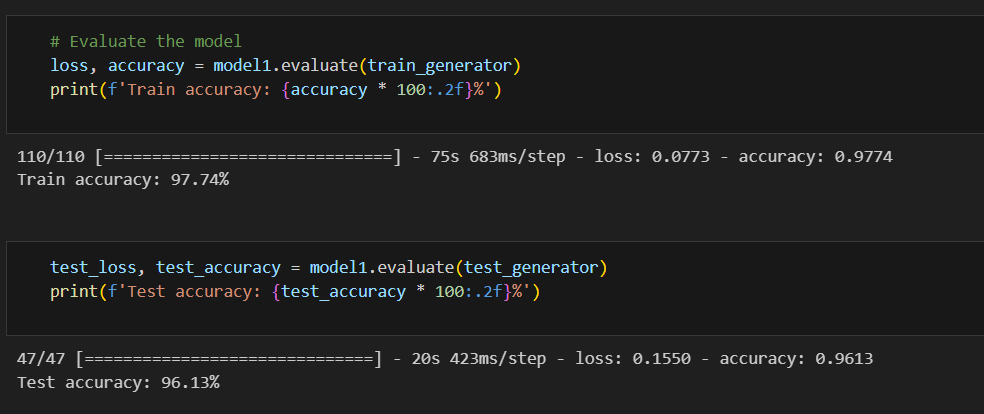 # Evaluate the model
loss, accuracy = model1.evaluate(train_generator)
print(f'Train accuracy: {accuracy * 100:.2f}%')
110/110 [==============================] - 75s 683ms/step - loss: 0.0773 - accuracy: 0.9774
Train accuracy: 97.74%
test_loss, test_accuracy = model1.evaluate(test_generator)
print(f'Test accuracy: {test_accuracy * 100:.2f}%')
47/47 [==============================] - 20s 423ms/step - loss: 0.1550 - accuracy: 0.9613
Test accuracy: 96.13%